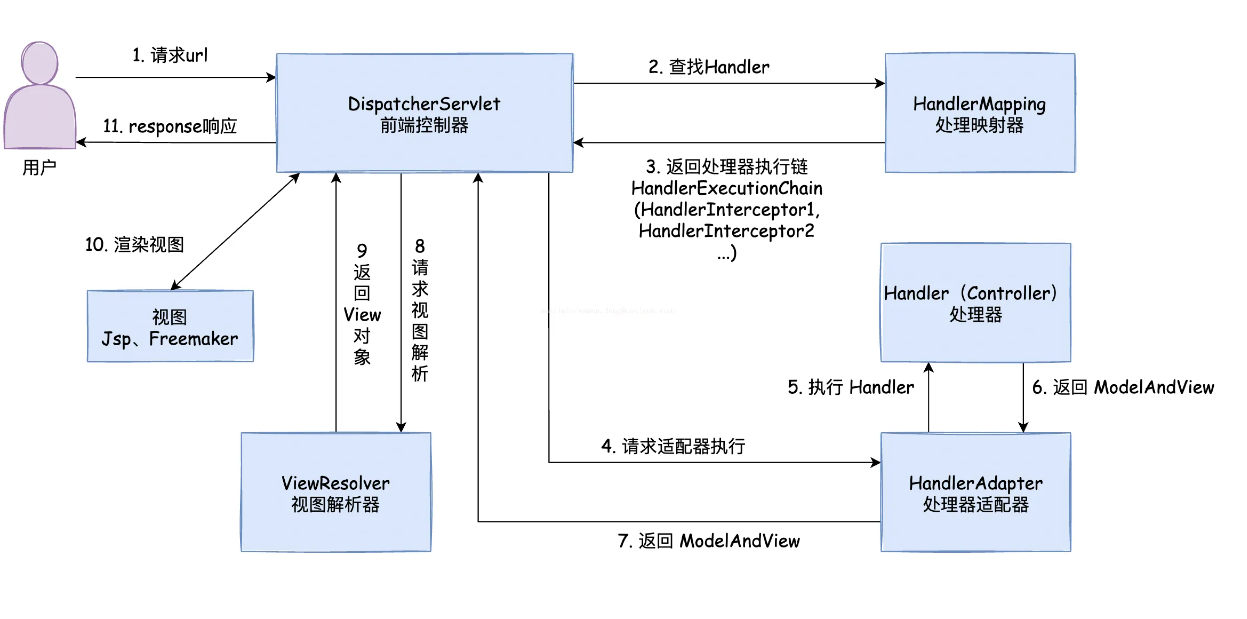 1. 请求url
2. 查找Handler
DispatcherServlet
前端控制器
HandlerMapping
处理映射器
11. response响应
用户
3. 返回处理器执行链
HandlerExecutionChain
(HandlerInterceptor1,
HandlerInterceptor2
...)
10. 渲染视图
9
返
回
View
对
象
8
请
求
视
图
解
析
Handler（Controller）
处理器
视图
Jsp、Freemaker
5. 执行 Handler
6. 返回 ModelAndView
4. 请求适配器执行
ViewResolver
视图解析器
HandlerAdapter
处理器适配器
7. 返回 ModelAndView